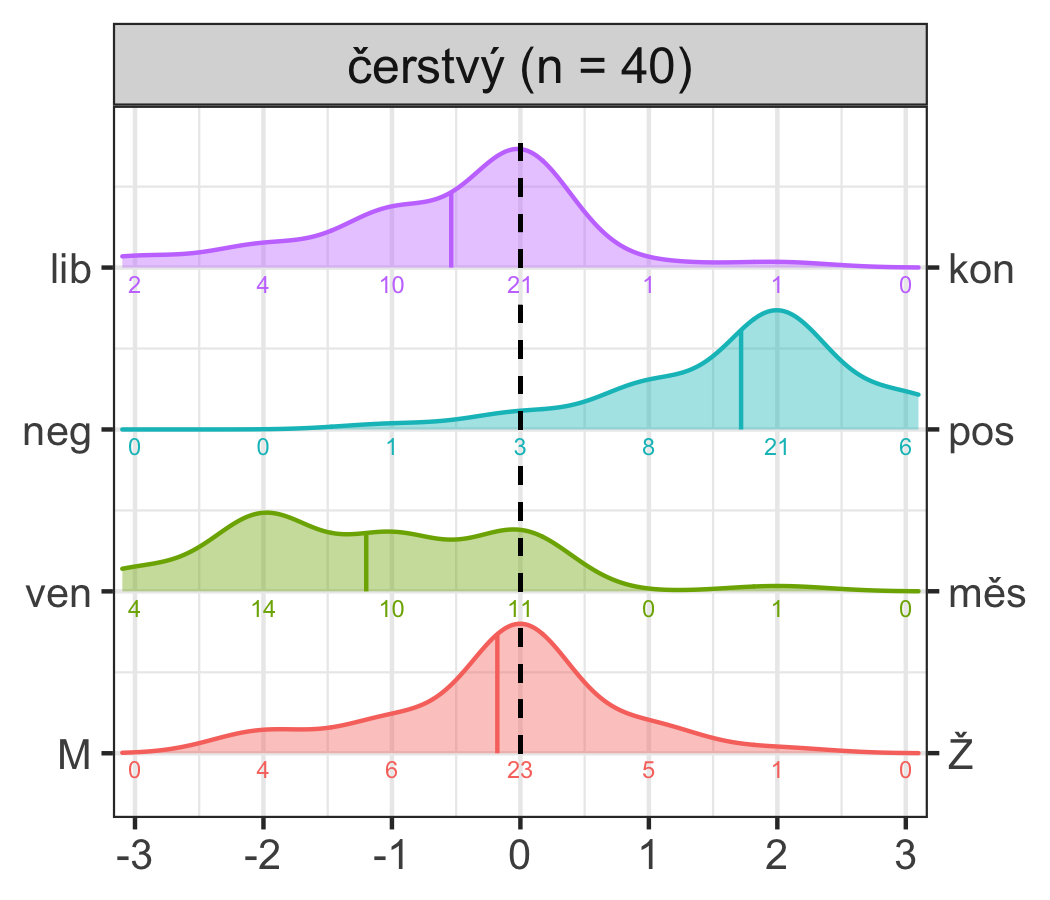 čerstvý (n = 40)
lib kon
2 4 10 21 1 1 0
neg pos
0 0 1 3 8 21 6
ven měs
4 14 10 11 0 1 0
M Ž
0 4 6 23 5 1 0
-3 -2 -1 0 1 2 3